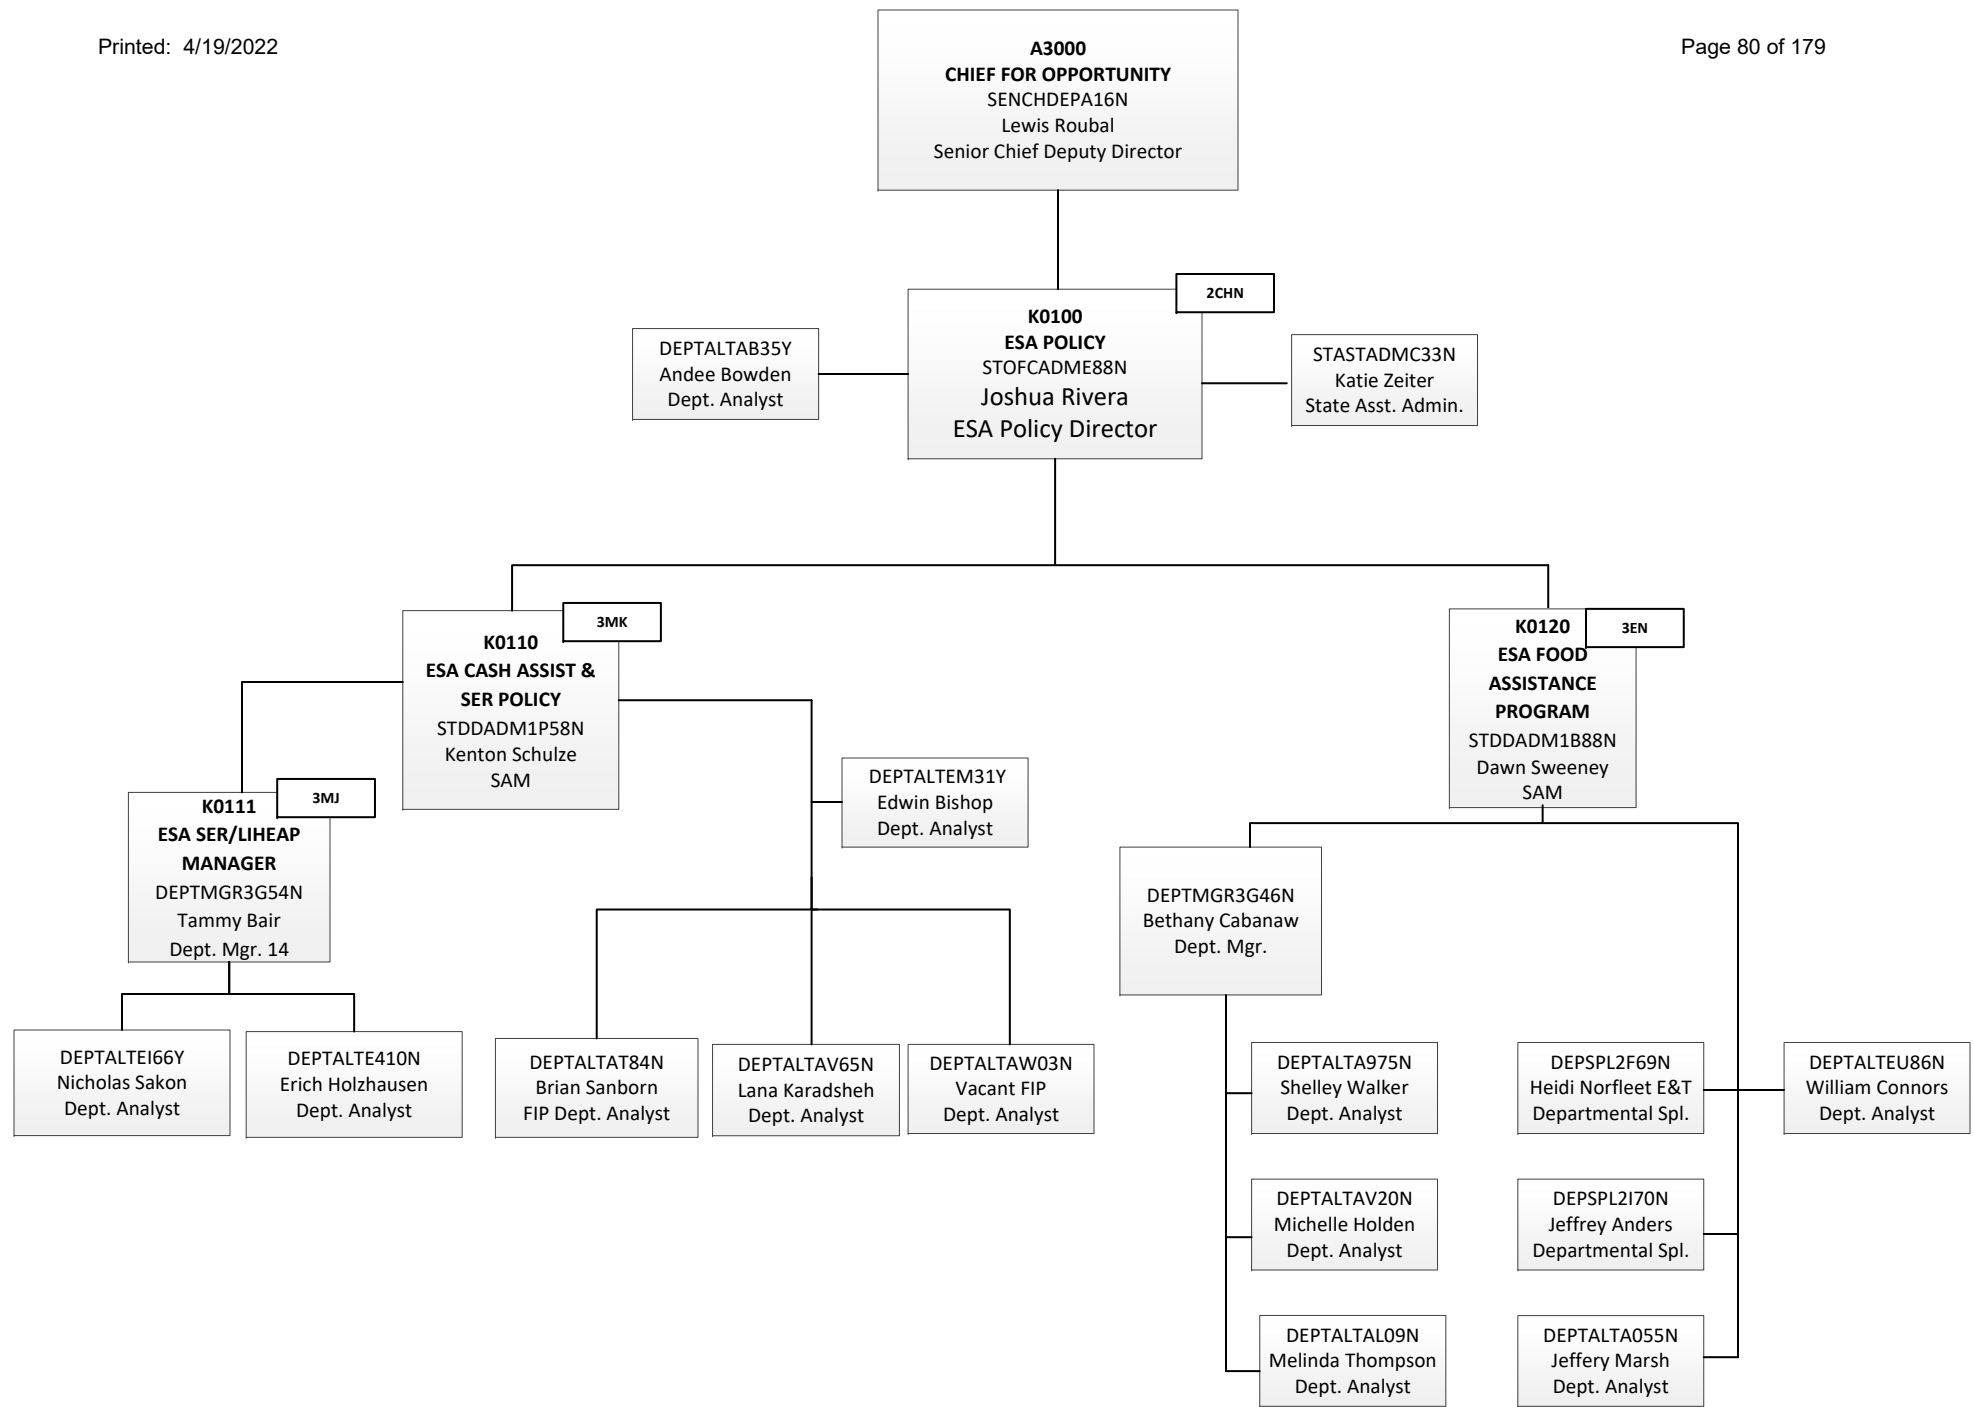 Printed: 4/19/2022
Page 80 of 179
A3000
CHIEF FOR OPPORTUNITY
SENCHDEPA16N
Lewis Roubal
Senior Chief Deputy Director
2CHN
K0100
ESA POLICY
STOFCADME88N
Joshua Rivera
ESA Policy Director
DEPTALTAB35Y
Andee Bowden
Dept. Analyst
STASTADMC33N
Katie Zeiter
State Asst. Admin.
3MK
K0110
ESA CASH ASSIST &
SER POLICY
STDDADM1P58N
Kenton Schulze
SAM
3EN
K0120
ESA FOOD
ASSISTANCE
PROGRAM
STDDADM1B88N
Dawn Sweeney
SAM
3MJ
K0111
ESA SER/LIHEAP
MANAGER
DEPTMGR3G54N
Tammy Bair
Dept. Mgr. 14
DEPTALTEM31Y
Edwin Bishop
Dept. Analyst
DEPTMGR3G46N
Bethany Cabanaw
Dept. Mgr.
DEPTALTEI66Y
Nicholas Sakon
Dept. Analyst
DEPTALTE410N
Erich Holzhausen
Dept. Analyst
DEPTALTAT84N
Brian Sanborn
FIP Dept. Analyst
DEPTALTAV65N
Lana Karadsheh
Dept. Analyst
DEPTALTAW03N
Vacant FIP
Dept. Analyst
DEPTALTA975N
Shelley Walker
Dept. Analyst
DEPSPL2F69N
Heidi Norfleet E&T
Departmental Spl.
DEPTALTEU86N
William Connors
Dept. Analyst
DEPTALTAV20N
Michelle Holden
Dept. Analyst
DEPSPL2I70N
Jeffrey Anders
Departmental Spl.
DEPTALTAL09N
Melinda Thompson
Dept. Analyst
DEPTALTA055N
Jeffery Marsh
Dept. Analyst